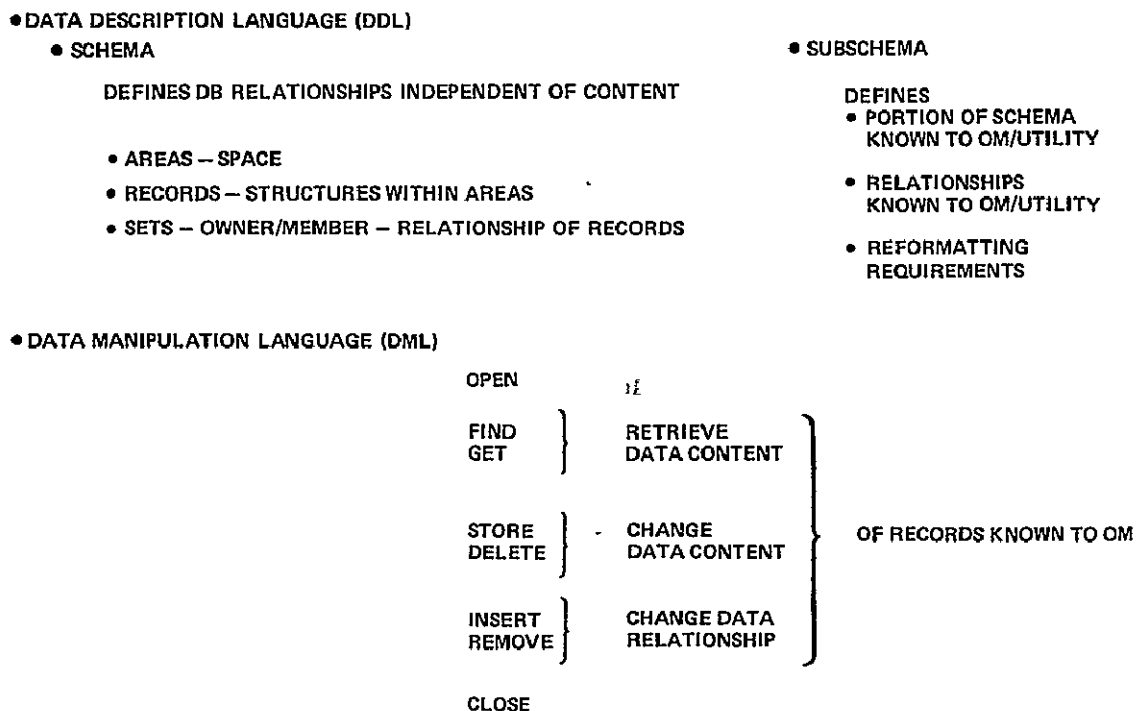 • DATA DESCRIPTION LANGUAGE (DDL)
• SCHEMA
DEFINES DB RELATIONSHIPS INDEPENDENT OF CONTENT
• AREAS — SPACE
• RECORDS — STRUCTURES WITHIN AREAS
• SETS — OWNER/MEMBER — RELATIONSHIP OF RECORDS
• SUBSCHEMA
DEFINES
• PORTION OF SCHEMA
KNOWN TO OM/UTILITY
• RELATIONSHIPS
KNOWN TO OM/UTILITY
• REFORMATTING
REQUIREMENTS
• DATA MANIPULATION LANGUAGE (DML)
OPEN
FIND
GET
RETRIEVE
DATA CONTENT
STORE
DELETE
CHANGE
DATA CONTENT
INSERT
REMOVE
CHANGE DATA
RELATIONSHIP
OF RECORDS KNOWN TO OM
CLOSE